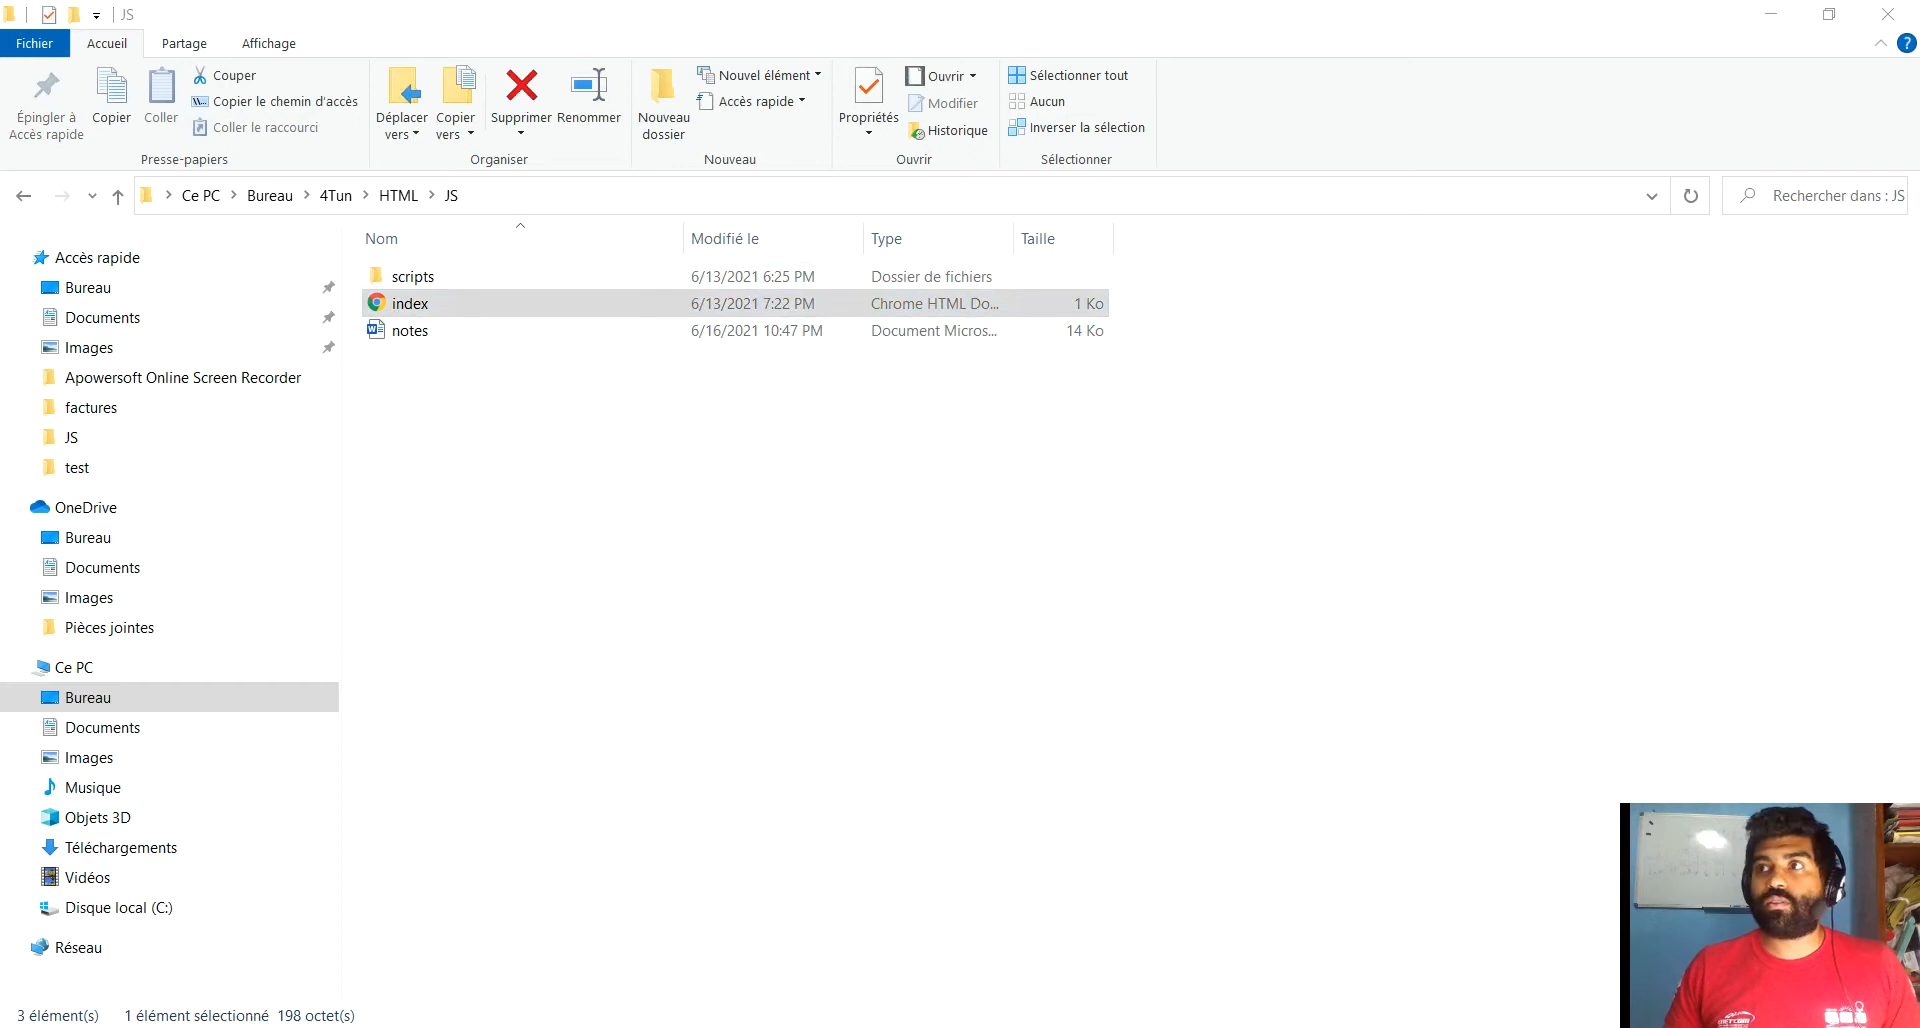 JS
Fichier Accueil Partage Affichage
Épingler à Accès rapide
Copier
Coller
Couper
Copier le chemin d'accès
Coller le raccourci
Presse-papiers
Déplacer vers
Copier vers
Supprimer
Renommer
Organiser
Nouveau dossier
Nouvel élément
Accès rapide
Nouveau
Propriétés
Ouvrir
Modifier
Historique
Ouvrir
Sélectionner tout
Aucun
Inverser la sélection
Sélectionner
Ce PC > Bureau > 4Tun > HTML > JS
Rechercher dans : JS
Nom Modifié le Type Taille
scripts 6/13/2021 6:25 PM Dossier de fichiers
index 6/13/2021 7:22 PM Chrome HTML Do... 1 Ko
notes 6/16/2021 10:47 PM Document Micros... 14 Ko
Accès rapide
Bureau
Documents
Images
Apowersoft Online Screen Recorder
factures
JS
test
OneDrive
Bureau
Documents
Images
Pièces jointes
Ce PC
Bureau
Documents
Images
Musique
Objets 3D
Téléchargements
Vidéos
Disque local (C:)
Réseau
3 élément(s) 1 élément sélectionné 198 octet(s)